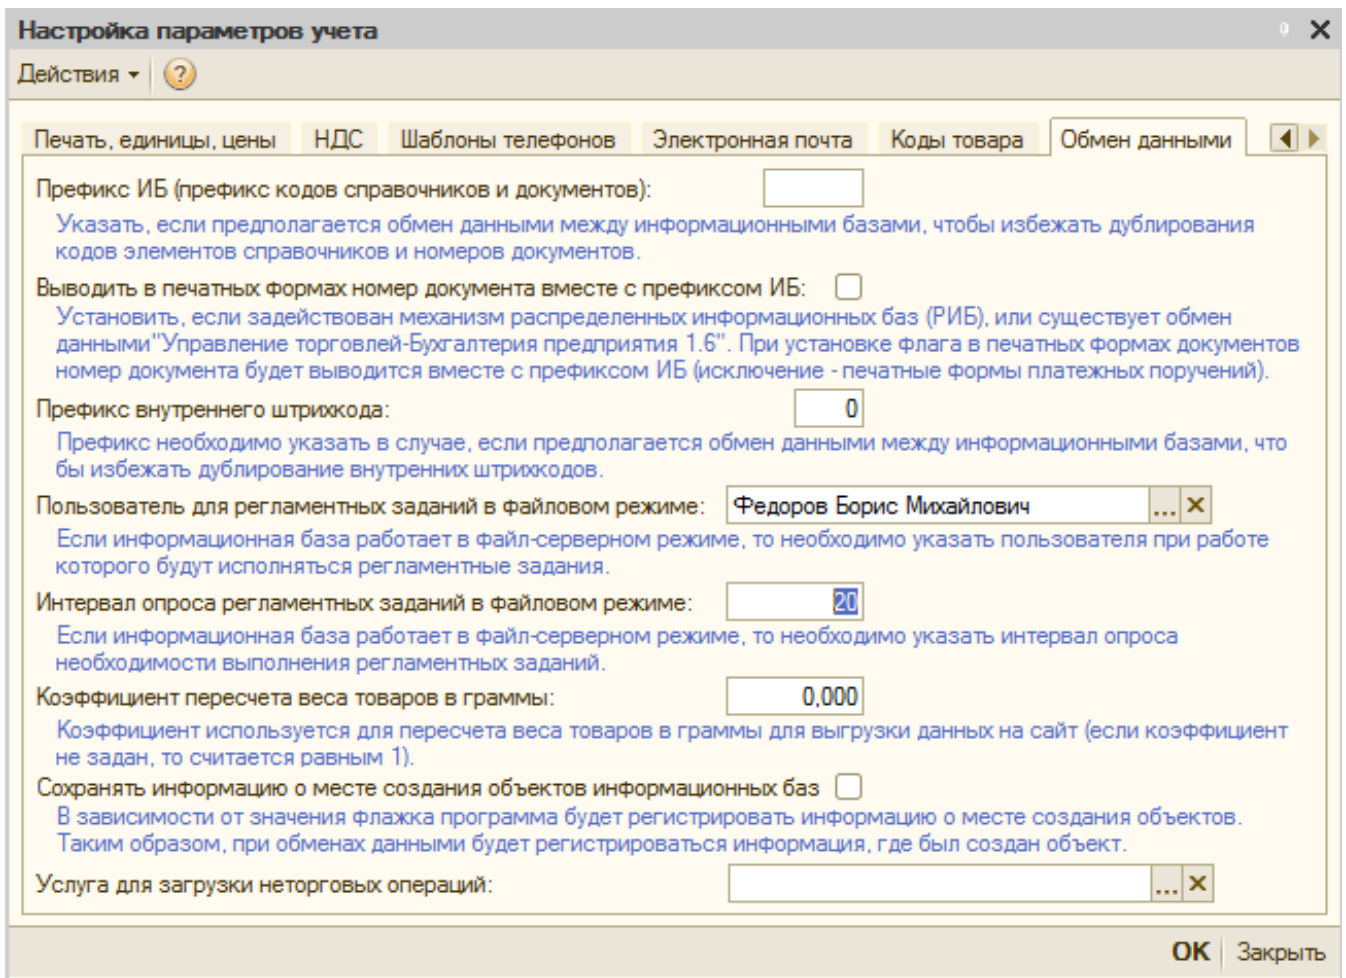 Настройка параметров учета
Действия
?
Печать, единицы, цены НДС Шаблоны телефонов Электронная почта Коды товара Обмен данными
Префикс ИБ (префикс кодов справочников и документов):
Указать, если предполагается обмен данными между информационными базами, чтобы избежать дублирования
кодов элементов справочников и номеров документов.
Выводить в печатных формах номер документа вместе с префиксом ИБ:
Установить, если задействован механизм распределенных информационных баз (РИБ), или существует обмен
данными"Управление торговлей-Бухгалтерия предприятия 1.6". При установке флага в печатных формах документов
номер документа будет выводится вместе с префиксом ИБ (исключение - печатные формы платежных поручений).
Префикс внутреннего штрихкода: 0
Префикс необходимо указать в случае, если предполагается обмен данными между информационными базами, что
бы избежать дублирование внутренних штрихкодов.
Пользователь для регламентных заданий в файловом режиме: Федоров Борис Михайлович ...
Если информационная база работает в файл-серверном режиме, то необходимо указать пользователя при работе
которого будут исполняться регламентные задания.
Интервал опроса регламентных заданий в файловом режиме: 20
Если информационная база работает в файл-серверном режиме, то необходимо указать интервал опроса
необходимости выполнения регламентных заданий.
Коэффициент пересчета веса товаров в граммы: 0,000
Коэффициент используется для пересчета веса товаров в граммы для выгрузки данных на сайт (если коэффициент
не задан, то считается равным 1).
Сохранять информацию о месте создания объектов информационных баз
В зависимости от значения флажка программа будет регистрировать информацию о месте создания объектов.
Таким образом, при обменах данными будет регистрироваться информация, где был создан объект.
Услуга для загрузки неторговых операций: ...
OK Закрыть